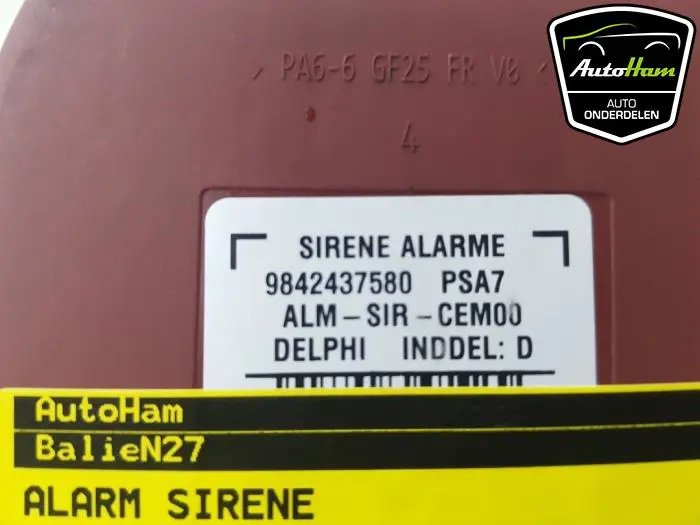 > PA6-6 GF25 FR V0 <
4
AutoHam
AUTO
ONDERDELEN
SIRENE ALARME
9842437580 PSA7
ALM-SIR-CEM00
DELPHI INDDEL: D
AutoHam
BalieN27
ALARM SIRENE